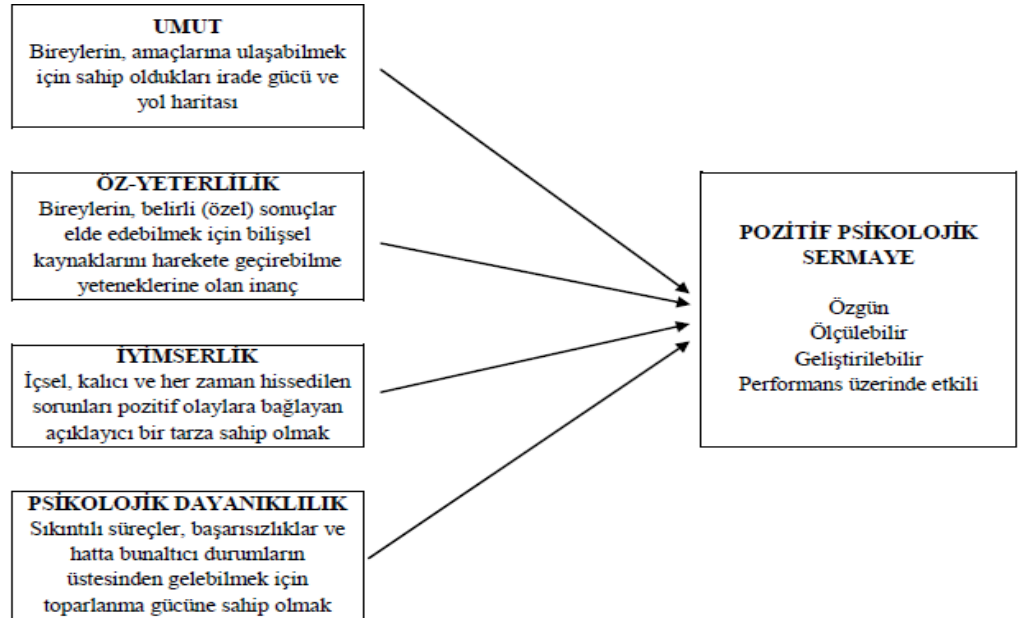 UMUT
Bireylerin, amaçlarına ulaşabilmek
için sahip oldukları irade gücü ve
yol haritası
ÖZ-YETERLİLİK
Bireylerin, belirli (özel) sonuçlar
elde edebilmek için bilişsel
kaynaklarını harekete geçirebilme
yeteneklerine olan inanç
İYİMSERLİK
İçsel, kalıcı ve her zaman hissedilen
sorunları pozitif olaylara bağlayan
açıklayıcı bir tarza sahip olmak
PSİKOLOJİK DAYANIKLILIK
Sıkıntılı süreçler, başarısızlıklar ve
hatta bunaltıcı durumların
üstesinden gelebilmek için
toparlanma gücüne sahip olmak
POZİTİF PSİKOLOJİK
SERMAYE
Özgün
Ölçülebilir
Geliştirilebilir
Performans üzerinde etkili